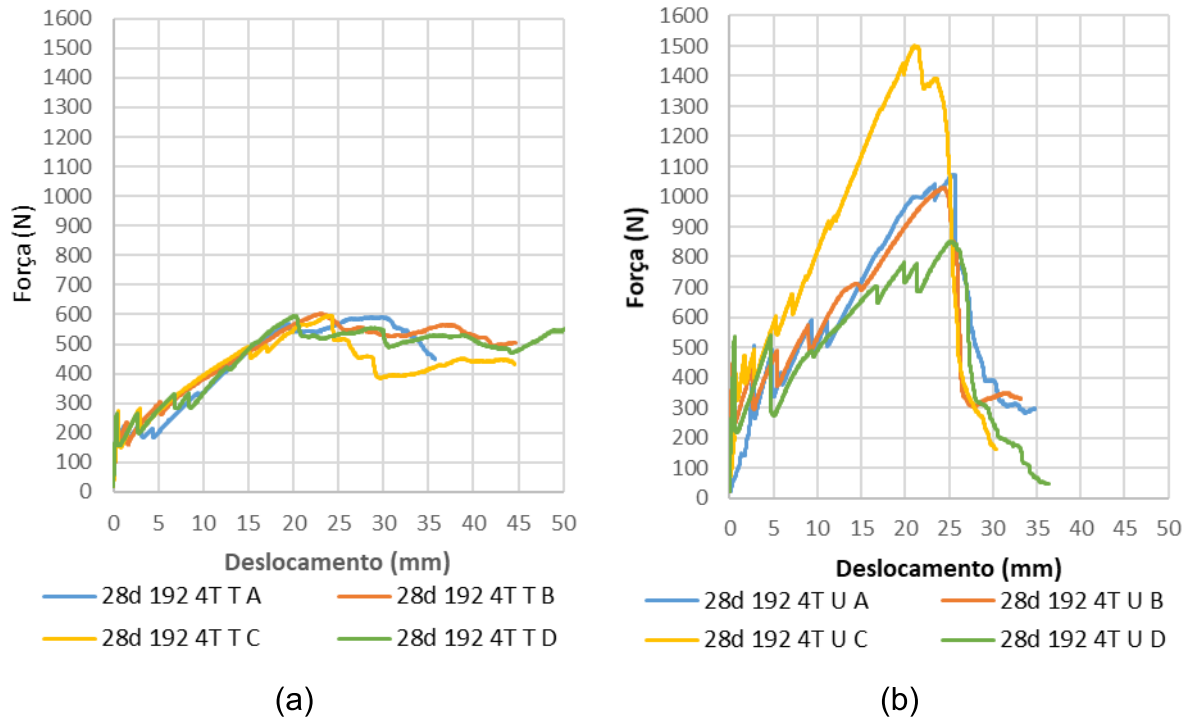 1600
1500
1400
1300
1200
1100
1000
900
800
700
600
500
400
300
200
100
0
Força (N)
0 5 10 15 20 25 30 35 40 45 50
Deslocamento (mm)
28d 192 4T T A 28d 192 4T T B
28d 192 4T T C 28d 192 4T T D
(a)
1600
1500
1400
1300
1200
1100
1000
900
800
700
600
500
400
300
200
100
0
Força (N)
0 5 10 15 20 25 30 35 40 45 50
Deslocamento (mm)
28d 192 4T U A 28d 192 4T U B
28d 192 4T U C 28d 192 4T U D
(b)